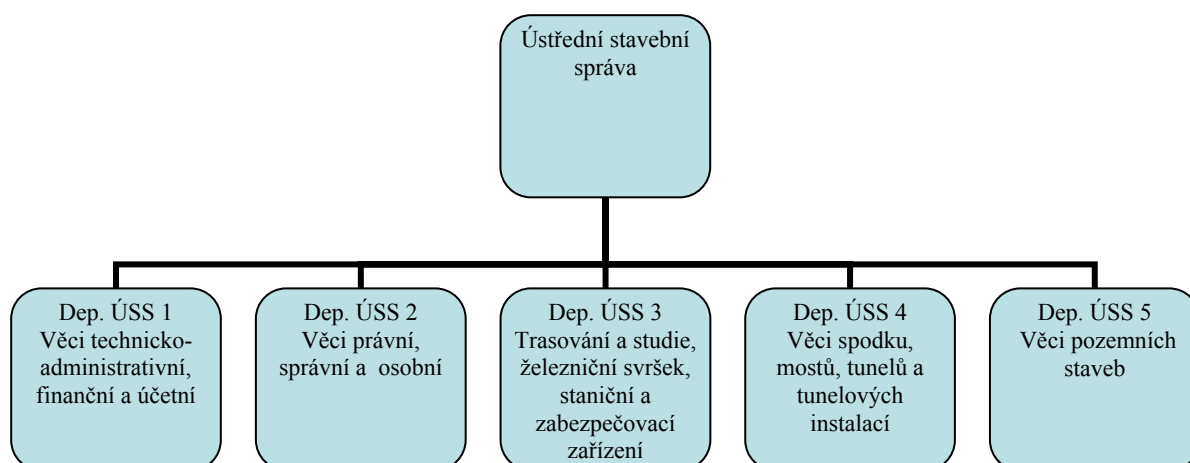 Ústřední stavební
správa
Dep. ÚSS 1
Věci technicko-
administrativní,
finanční a účetní
Dep. ÚSS 2
Věci právní,
správní a  osobní
Dep. ÚSS 3
Trasování a studie,
železniční svršek,
staniční a
zabezpečovací
zařízení
Dep. ÚSS 4
Věci spodku,
mostů, tunelů a
tunelových
instalací
Dep. ÚSS 5
Věci pozemních
staveb